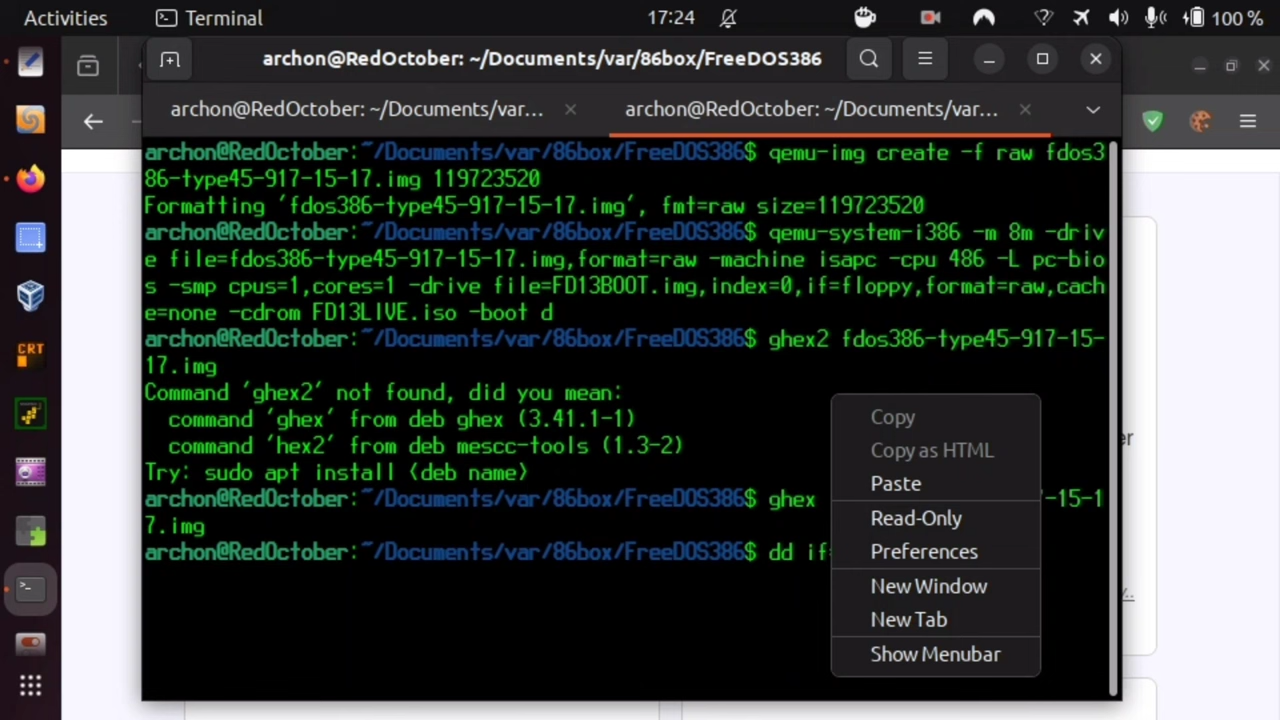 Activities
Terminal
17:24
100 %
archon@RedOctober: ~/Documents/var/86box/FreeDOS386
archon@RedOctober: ~/Documents/var...
archon@RedOctober: ~/Documents/var...
archon@RedOctober:~/Documents/var/86box/FreeDOS386$ qemu-img create -f raw fdos3
86-type45-917-15-17.img 119723520
Formatting 'fdos386-type45-917-15-17.img', fmt=raw size=119723520
archon@RedOctober:~/Documents/var/86box/FreeDOS386$ qemu-system-i386 -m 8m -driv
e file=fdos386-type45-917-15-17.img,format=raw -machine isapc -cpu 486 -L pc-bio
s -smp cpus=1,cores=1 -drive file=FD13BOOT.img,index=0,if=floppy,format=raw,cach
e=none -cdrom FD13LIVE.iso -boot d
archon@RedOctober:~/Documents/var/86box/FreeDOS386$ ghex2 fdos386-type45-917-15-
17.img
Command 'ghex2' not found, did you mean:
command 'ghex' from deb ghex (3.41.1-1)
command 'hex2' from deb mescc-tools (1.3-2)
Try: sudo apt install <deb name>
archon@RedOctober:~/Documents/var/86box/FreeDOS386$ ghex -15-1
7.img
archon@RedOctober:~/Documents/var/86box/FreeDOS386$ dd if=
Copy
Copy as HTML
Paste
Read-Only
Preferences
New Window
New Tab
Show Menubar
CRT
er